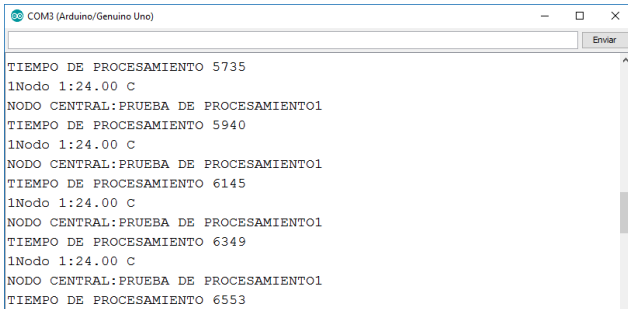 COM3 (Arduino/Genuino Uno)
Enviar
TIEMPO DE PROCESAMIENTO 5735
1Nodo 1:24.00 C
NODO CENTRAL:PRUEBA DE PROCESAMIENTO1
TIEMPO DE PROCESAMIENTO 5940
1Nodo 1:24.00 C
NODO CENTRAL:PRUEBA DE PROCESAMIENTO1
TIEMPO DE PROCESAMIENTO 6145
1Nodo 1:24.00 C
NODO CENTRAL:PRUEBA DE PROCESAMIENTO1
TIEMPO DE PROCESAMIENTO 6349
1Nodo 1:24.00 C
NODO CENTRAL:PRUEBA DE PROCESAMIENTO1
TIEMPO DE PROCESAMIENTO 6553